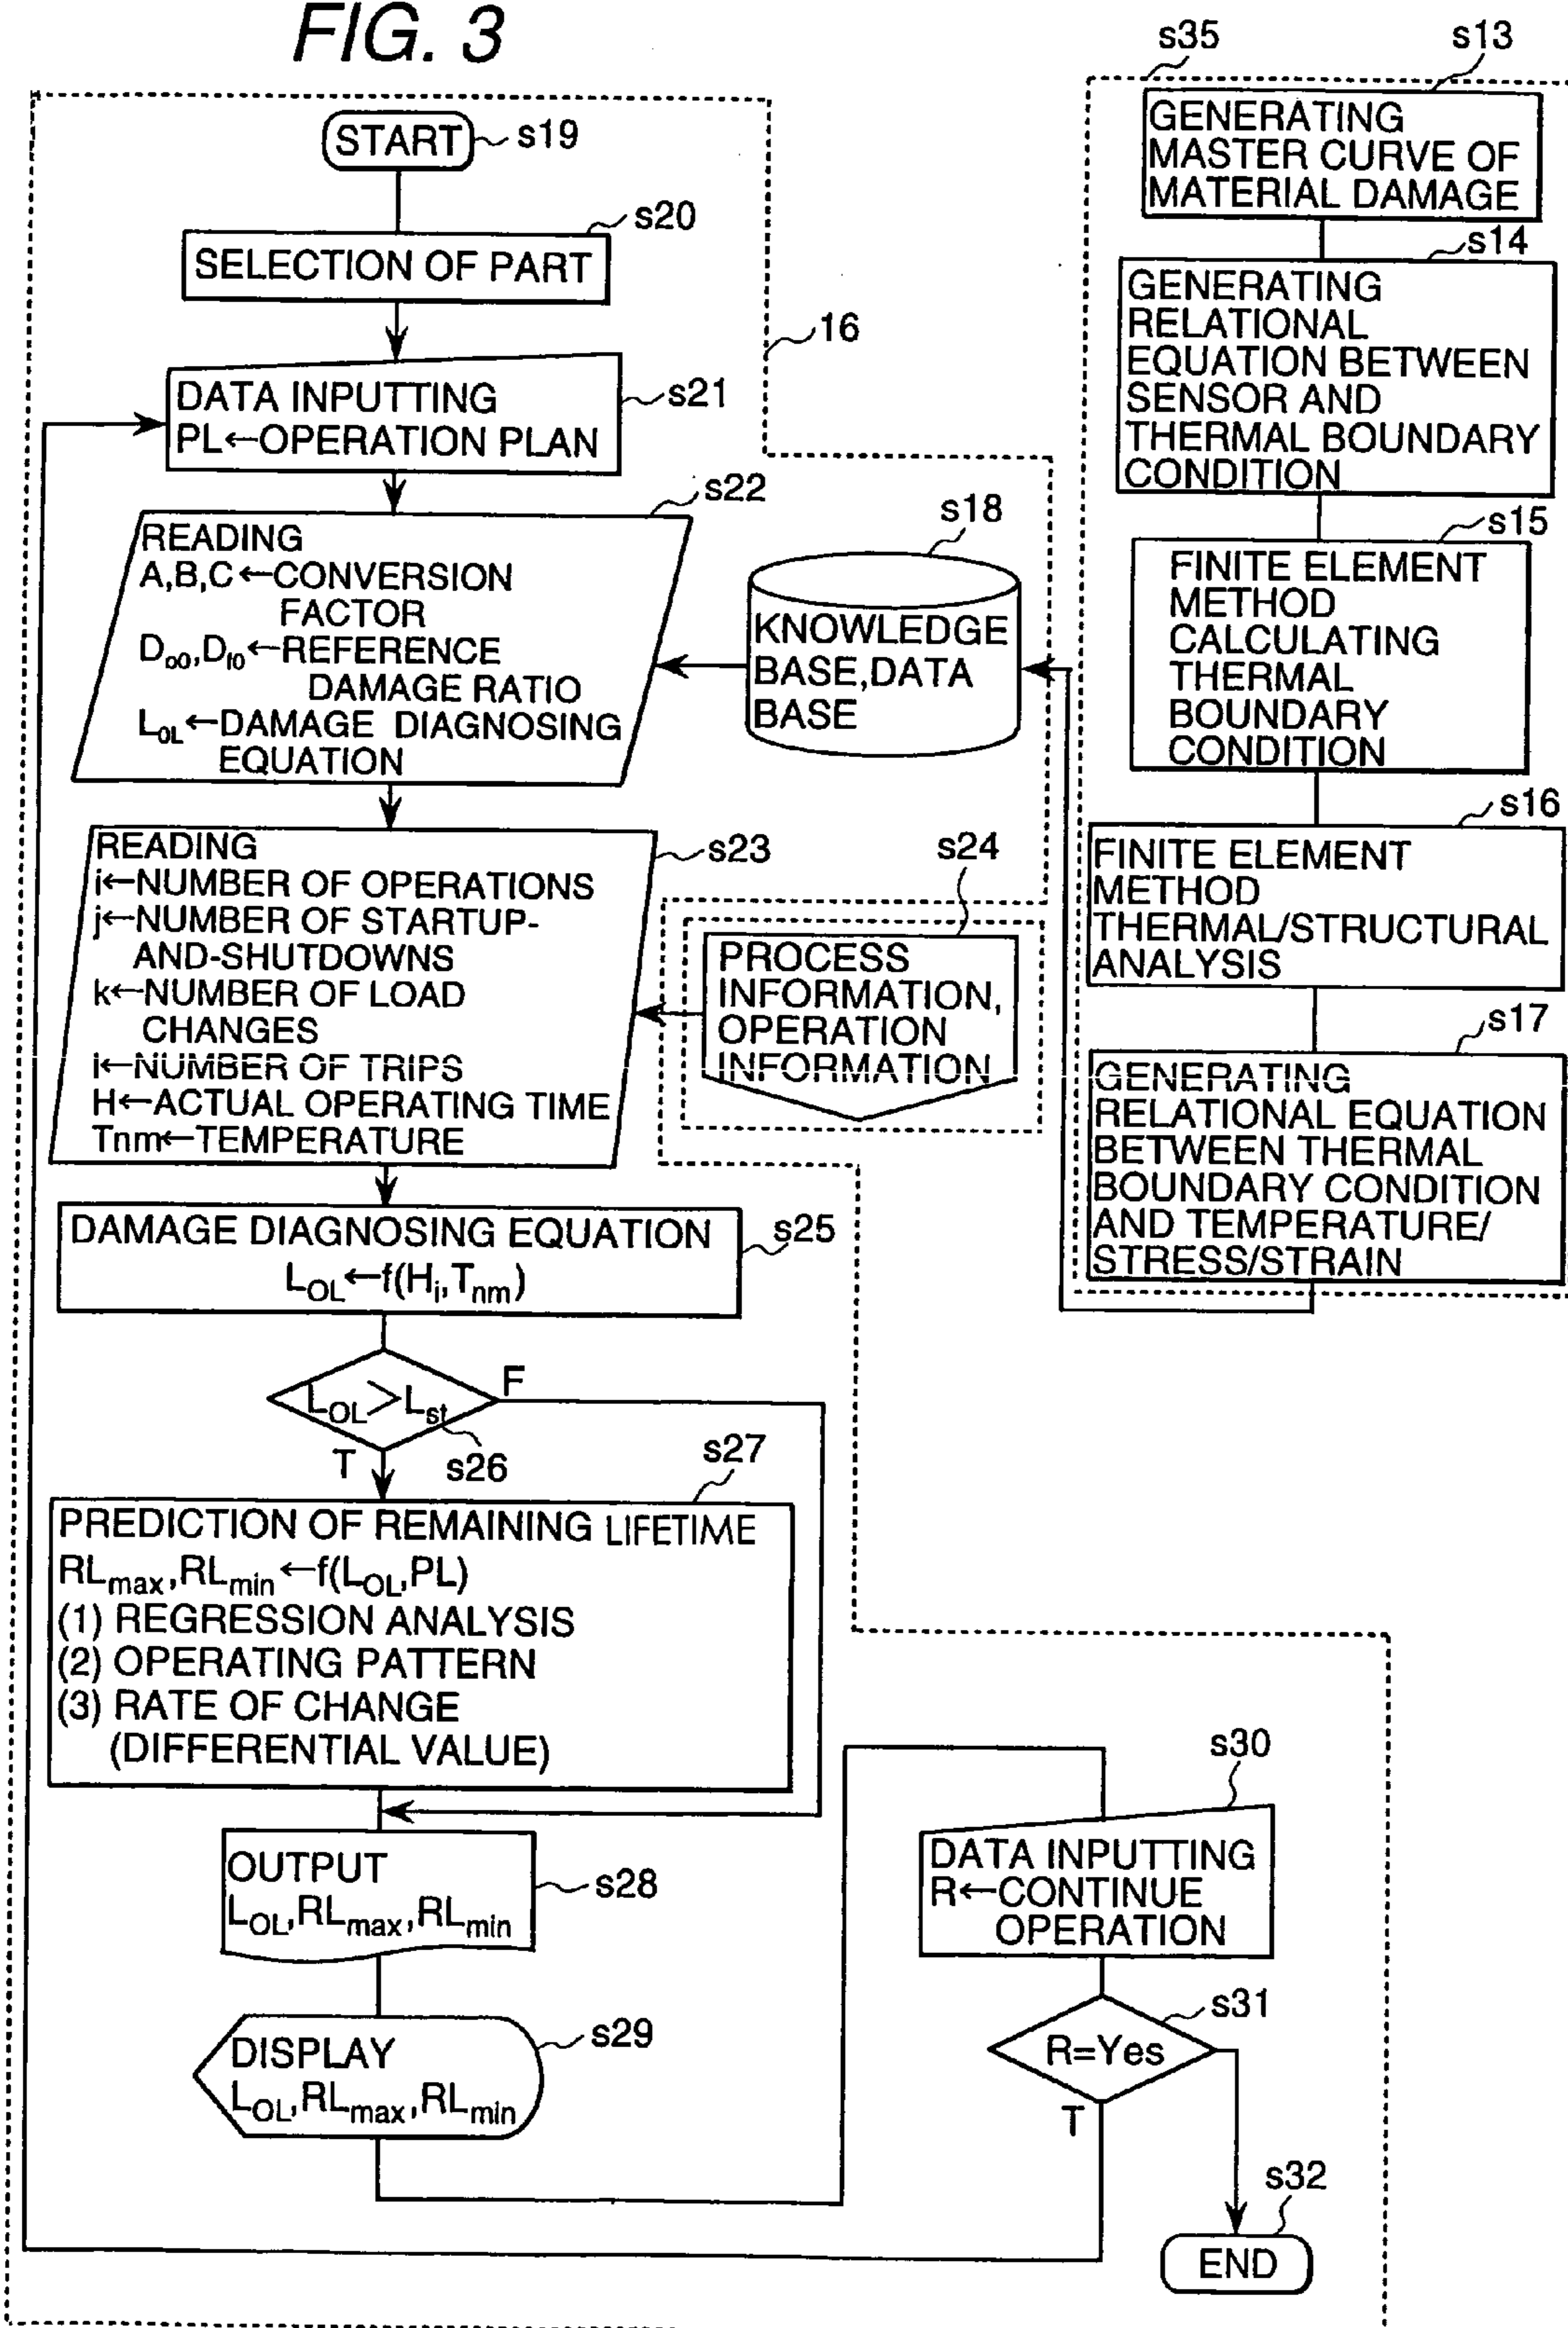 FIG. 3
START
s19
s20
SELECTION OF PART
16
DATA INPUTTING
PL←OPERATION PLAN
s21
s22
READING
A,B,C←CONVERSION
FACTOR
D₀₀,Df0←REFERENCE
DAMAGE RATIO
L0L←DAMAGE DIAGNOSING
EQUATION
s18
KNOWLEDGE
BASE,DATA
BASE
READING
i←NUMBER OF OPERATIONS
j←NUMBER OF STARTUP-
AND-SHUTDOWNS
k←NUMBER OF LOAD
CHANGES
l←NUMBER OF TRIPS
H←ACTUAL OPERATING TIME
Tnm←TEMPERATURE
s23
s24
PROCESS
INFORMATION,
OPERATION
INFORMATION
DAMAGE DIAGNOSING EQUATION
LOL←f(Hi,Tnm)
s25
LOL>Lst
F
T
s26
s27
PREDICTION OF REMAINING LIFETIME
RLmax,RLmin←f(LOL,PL)
(1) REGRESSION ANALYSIS
(2) OPERATING PATTERN
(3) RATE OF CHANGE
(DIFFERENTIAL VALUE)
OUTPUT
LOL,RLmax,RLmin
s28
DISPLAY
LOL,RLmax,RLmin
s29
s30
DATA INPUTTING
R←CONTINUE
OPERATION
s31
R=Yes
T
s32
END
s35
s13
GENERATING
MASTER CURVE OF
MATERIAL DAMAGE
s14
GENERATING
RELATIONAL
EQUATION BETWEEN
SENSOR AND
THERMAL BOUNDARY
CONDITION
s15
FINITE ELEMENT
METHOD
CALCULATING
THERMAL
BOUNDARY
CONDITION
s16
FINITE ELEMENT
METHOD
THERMAL/STRUCTURAL
ANALYSIS
s17
GENERATING
RELATIONAL EQUATION
BETWEEN THERMAL
BOUNDARY CONDITION
AND TEMPERATURE/
STRESS/STRAIN